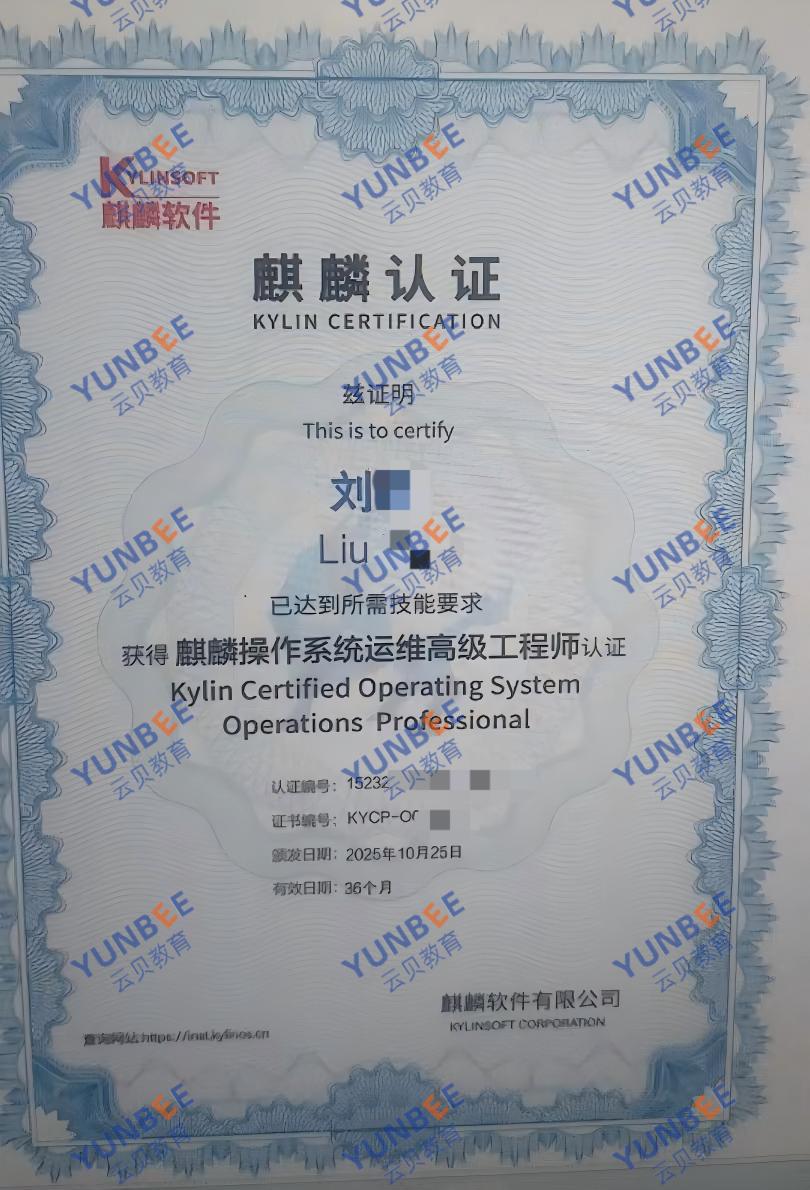 YUNBEE
云贝教育
KYLINSOFT
麒麟软件
麒麟认证
KYLIN CERTIFICATION
兹证明
This is to certify
刘
Liu
已达到所需技能要求
获得 麒麟操作系统运维高级工程师认证
Kylin Certified Operating System
Operations Professional
认证编号：15232
证书编号：KYCP-O
颁发日期：2025年10月25日
有效日期：36个月
麒麟软件有限公司
KYLINSOFT CORPORATION
查询网站:https://